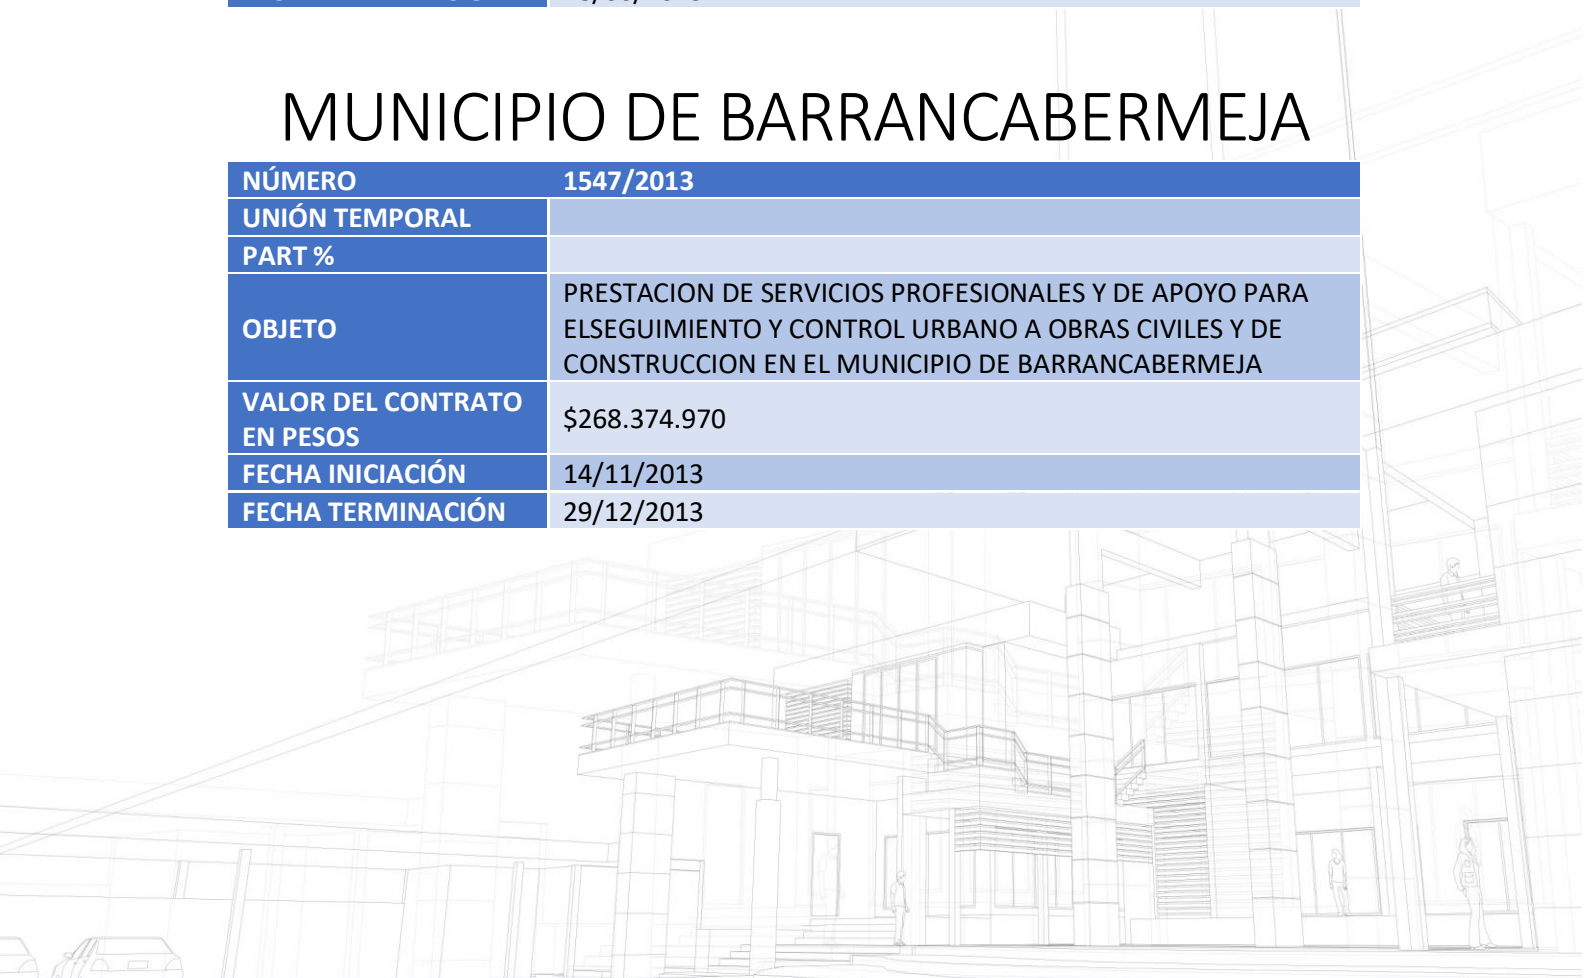 MUNICIPIO DE BARRANCABERMEJA
NÚMERO 1547/2013
UNIÓN TEMPORAL
PART %
OBJETO
PRESTACION DE SERVICIOS PROFESIONALES Y DE APOYO PARA
ELSEGUIMIENTO Y CONTROL URBANO A OBRAS CIVILES Y DE
CONSTRUCCION EN EL MUNICIPIO DE BARRANCABERMEJA
VALOR DEL CONTRATO
EN PESOS
$268.374.970
FECHA INICIACIÓN 14/11/2013
FECHA TERMINACIÓN 29/12/2013